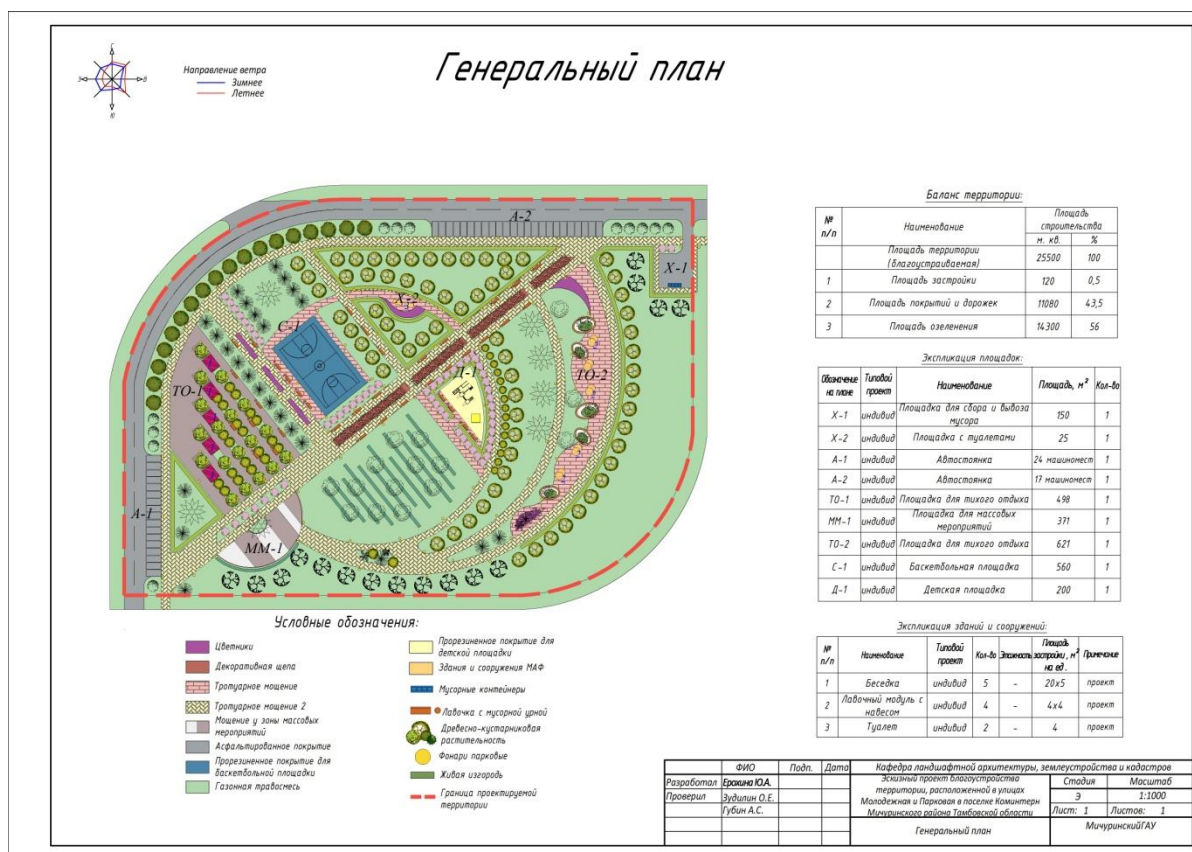 Генеральный план
С
З
В
Ю
Направление ветра
Зимнее
Летнее
А-2
Х-1
Х-2
С-1
ТО-1
Д-1
ТО-2
А-1
ММ-1
Баланс территории:
№ п/п Наименование Площадь строительства
м. кв. %
Площадь территории (благоустраиваемая) 25500 100
1 Площадь застройки 120 0,5
2 Площадь покрытий и дорожек 11080 43,5
3 Площадь озеленения 14300 56
Экспликация площадок:
Обозначение на плане Типовой проект Наименование Площадь, м² Кол-во
Х-1 индивид Площадка для сбора и вывоза мусора 150 1
Х-2 индивид Площадка с туалетами 25 1
А-1 индивид Автостоянка 24 машиномест 1
А-2 индивид Автостоянка 17 машиномест 1
ТО-1 индивид Площадка для тихого отдыха 498 1
ММ-1 индивид Площадка для массовых мероприятий 371 1
ТО-2 индивид Площадка для тихого отдыха 621 1
С-1 индивид Баскетбольная площадка 560 1
Д-1 индивид Детская площадка 200 1
Экспликация зданий и сооружений:
№ п/п Наименование Типовой проект Кол-во Этажность Площадь застройки, м² на ед. Примечание
1 Беседка индивид 5 - 20х5 проект
2 Лавочный модуль с навесом индивид 4 - 4х4 проект
3 Туалет индивид 2 - 4 проект
Условные обозначения:
Цветники
Декоративная щепа
Тротуарное мощение
Тротуарное мощение 2
Мощение у зоны массовых
мероприятий
Асфальтированное покрытие
Прорезиненное покрытие для
баскетбольной площадки
Газонная травосмесь
Прорезиненное покрытие для
детской площадки
Здания и сооружения МАФ
Мусорные контейнеры
Лавочка с мусорной урной
Древесно-кустарниковая
растительность
Фонари парковые
Живая изгородь
Граница проектируемой
территории
ФИО Подп. Дата Кафедра ландшафтной архитектуры, землеустройства и кадастров
Разработал Ерохина Ю.А.
Проверил Зудилин О.Е.
Губин А.С.
Эскизный проект благоустройства
территории, расположенной в улицах
Молодежная и Парковая в поселке Коминтерн
Мичуринского района Тамбовской области
Стадия Масштаб
Э 1:1000
Лист: 1 Листов: 1
Генеральный план МичуринскийГАУ